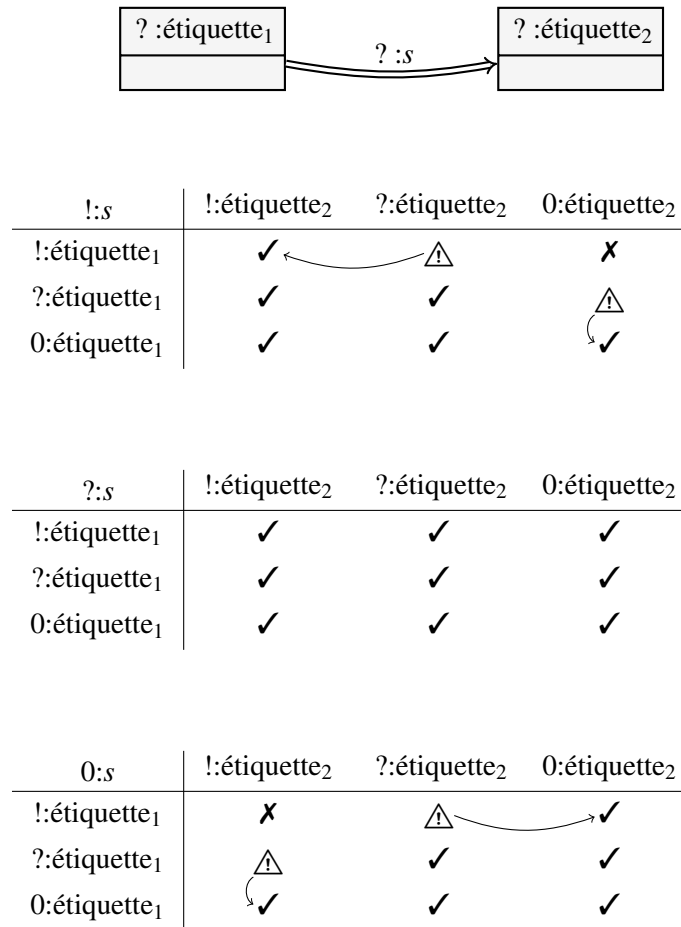 ? :étiquette₁ ? :étiquette₂
? :s
!:s !:étiquette₂ ?:étiquette₂ 0:étiquette₂
!:étiquette₁ ✓ ⚠ ✗
?:étiquette₁ ✓ ✓ ⚠
0:étiquette₁ ✓ ✓ ✓
?:s !:étiquette₂ ?:étiquette₂ 0:étiquette₂
!:étiquette₁ ✓ ✓ ✓
?:étiquette₁ ✓ ✓ ✓
0:étiquette₁ ✓ ✓ ✓
0:s !:étiquette₂ ?:étiquette₂ 0:étiquette₂
!:étiquette₁ ✗ ⚠ ✓
?:étiquette₁ ⚠ ✓ ✓
0:étiquette₁ ✓ ✓ ✓